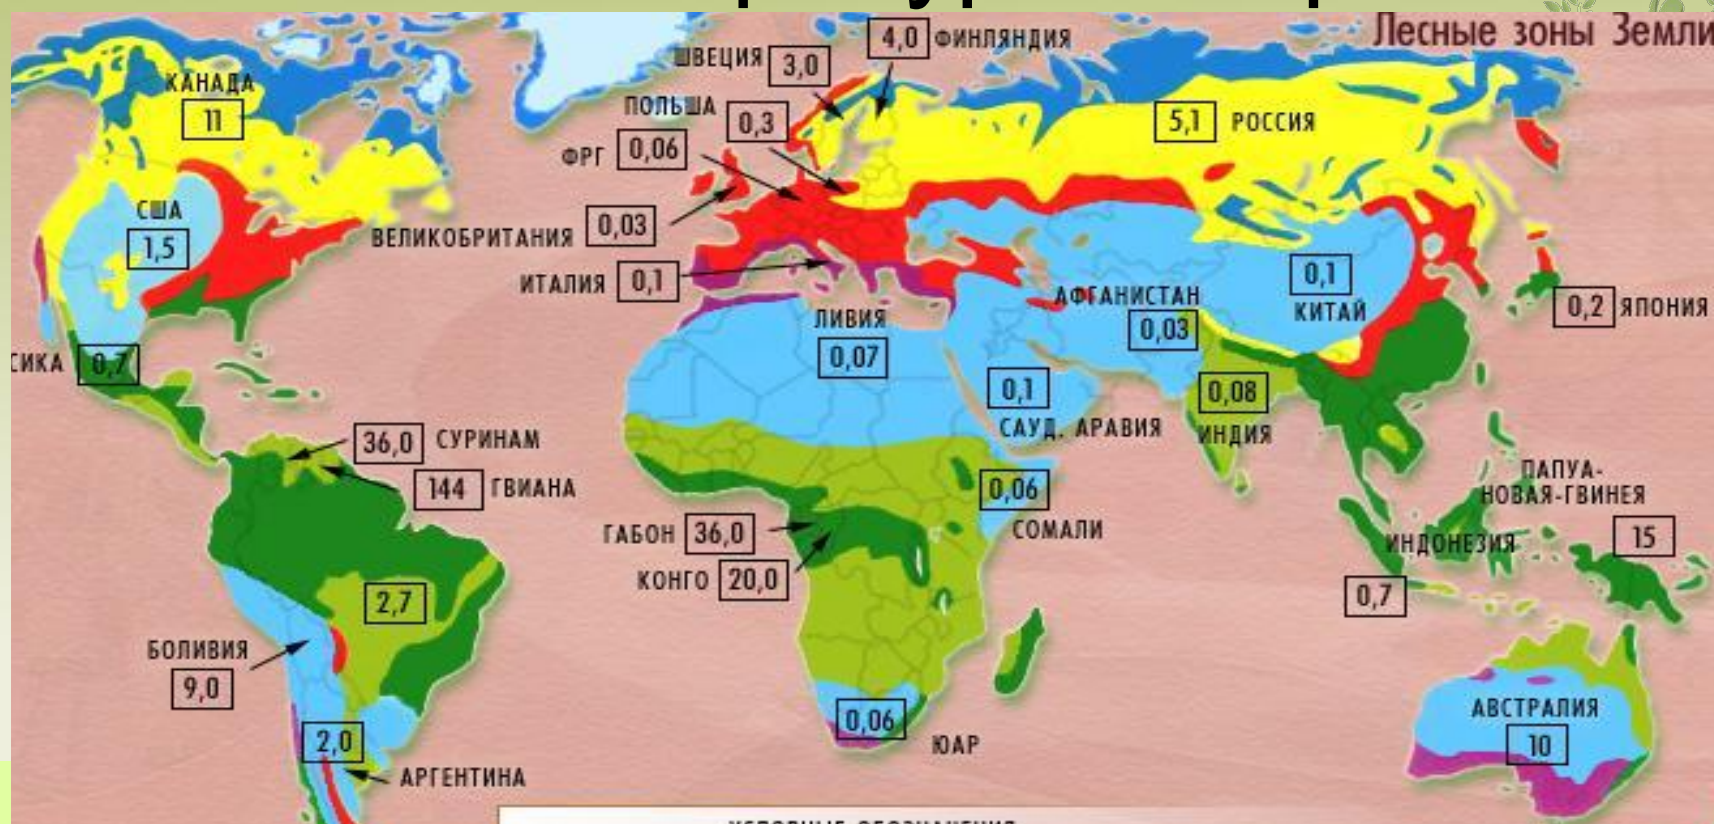 Лесные зоны Земли
ШВЕЦИЯ 3,0
4,0 ФИНЛЯНДИЯ
КАНАДА
11
ПОЛЬША 0,3
ФРГ 0,06
5,1 РОССИЯ
США
1,5
ВЕЛИКОБРИТАНИЯ 0,03
ИТАЛИЯ 0,1
ЛИВИЯ
0,07
АФГАНИСТАН
0,03
0,1
КИТАЙ
0,2 ЯПОНИЯ
СИКА 0,7
0,1
САУД. АРАВИЯ
0,08
ИНДИЯ
36,0 СУРИНАМ
144 ГВИАНА
0,06
СОМАЛИ
ПАПУА-
НОВАЯ-ГВИНЕЯ
15
ГАБОН 36,0
КОНГО 20,0
ИНДОНЕЗИЯ
0,7
2,7
БОЛИВИЯ
9,0
2,0
АРГЕНТИНА
0,06
ЮАР
АВСТРАЛИЯ
10
УСЛОВНЫЕ ОБОЗНАЧЕНИЯ